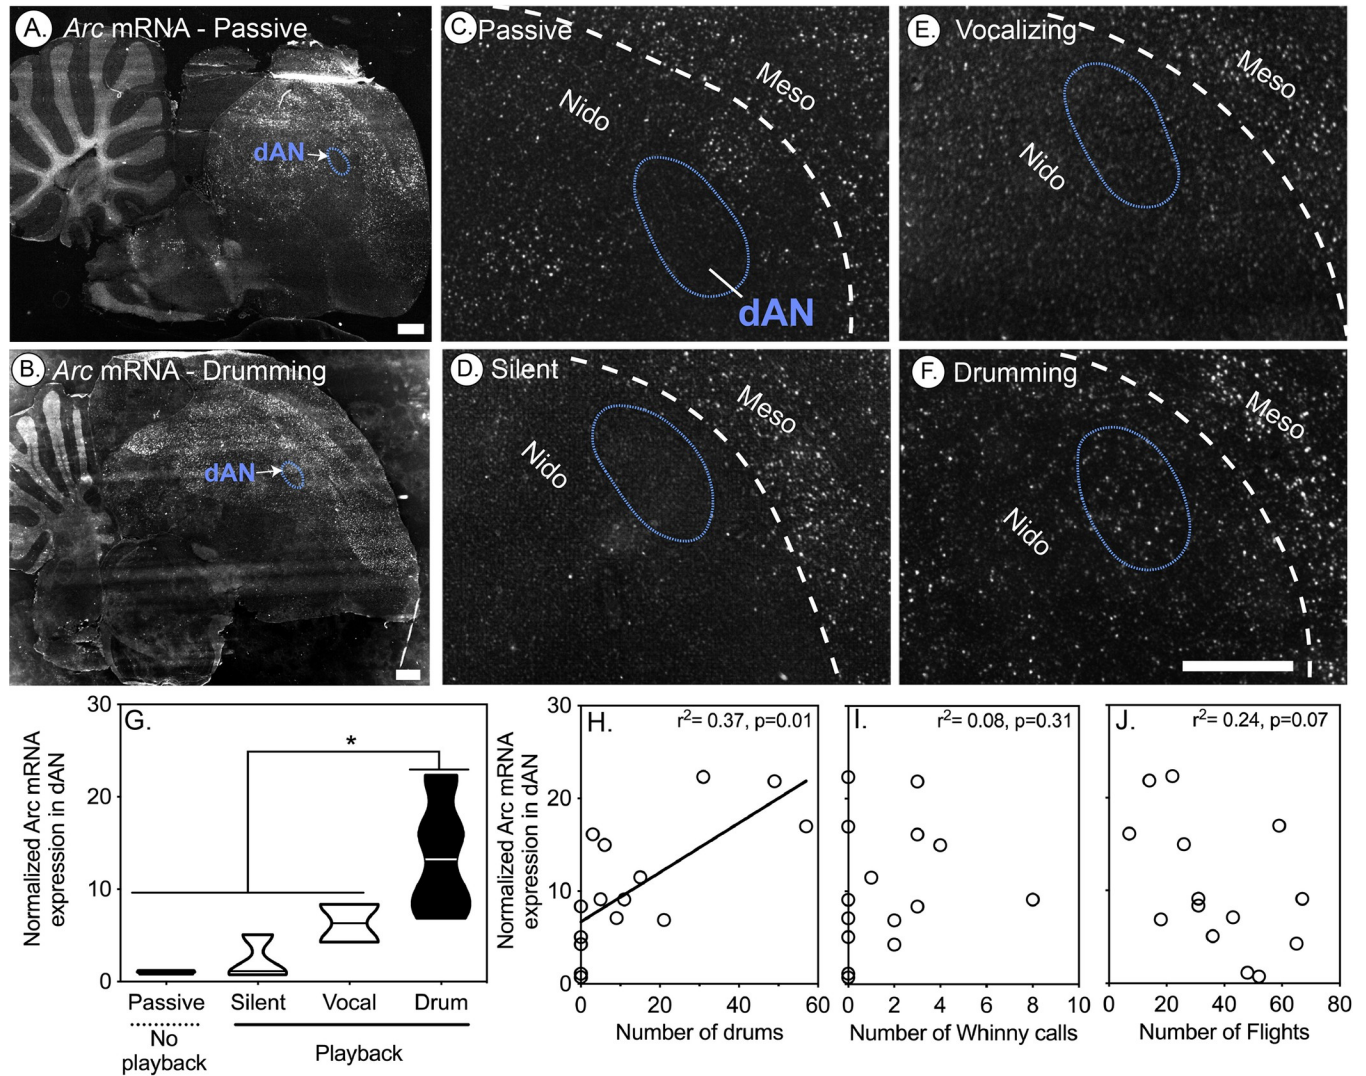 A. Arc mRNA - Passive
dAN
B. Arc mRNA - Drumming
dAN
C. Passive
Meso
Nido
dAN
D. Silent
Meso
Nido
E. Vocalizing
Meso
Nido
F. Drumming
Meso
Nido
G.
Normalized Arc mRNA
expression in dAN
30
20
10
0
*
Passive Silent Vocal Drum
No
playback
Playback
H.
r²= 0.37, p=0.01
Normalized Arc mRNA
expression in dAN
30
20
10
0
0 20 40 60
Number of drums
I.
r²= 0.08, p=0.31
0 2 4 6 8 10
Number of Whinny calls
J.
r²= 0.24, p=0.07
0 20 40 60 80
Number of Flights